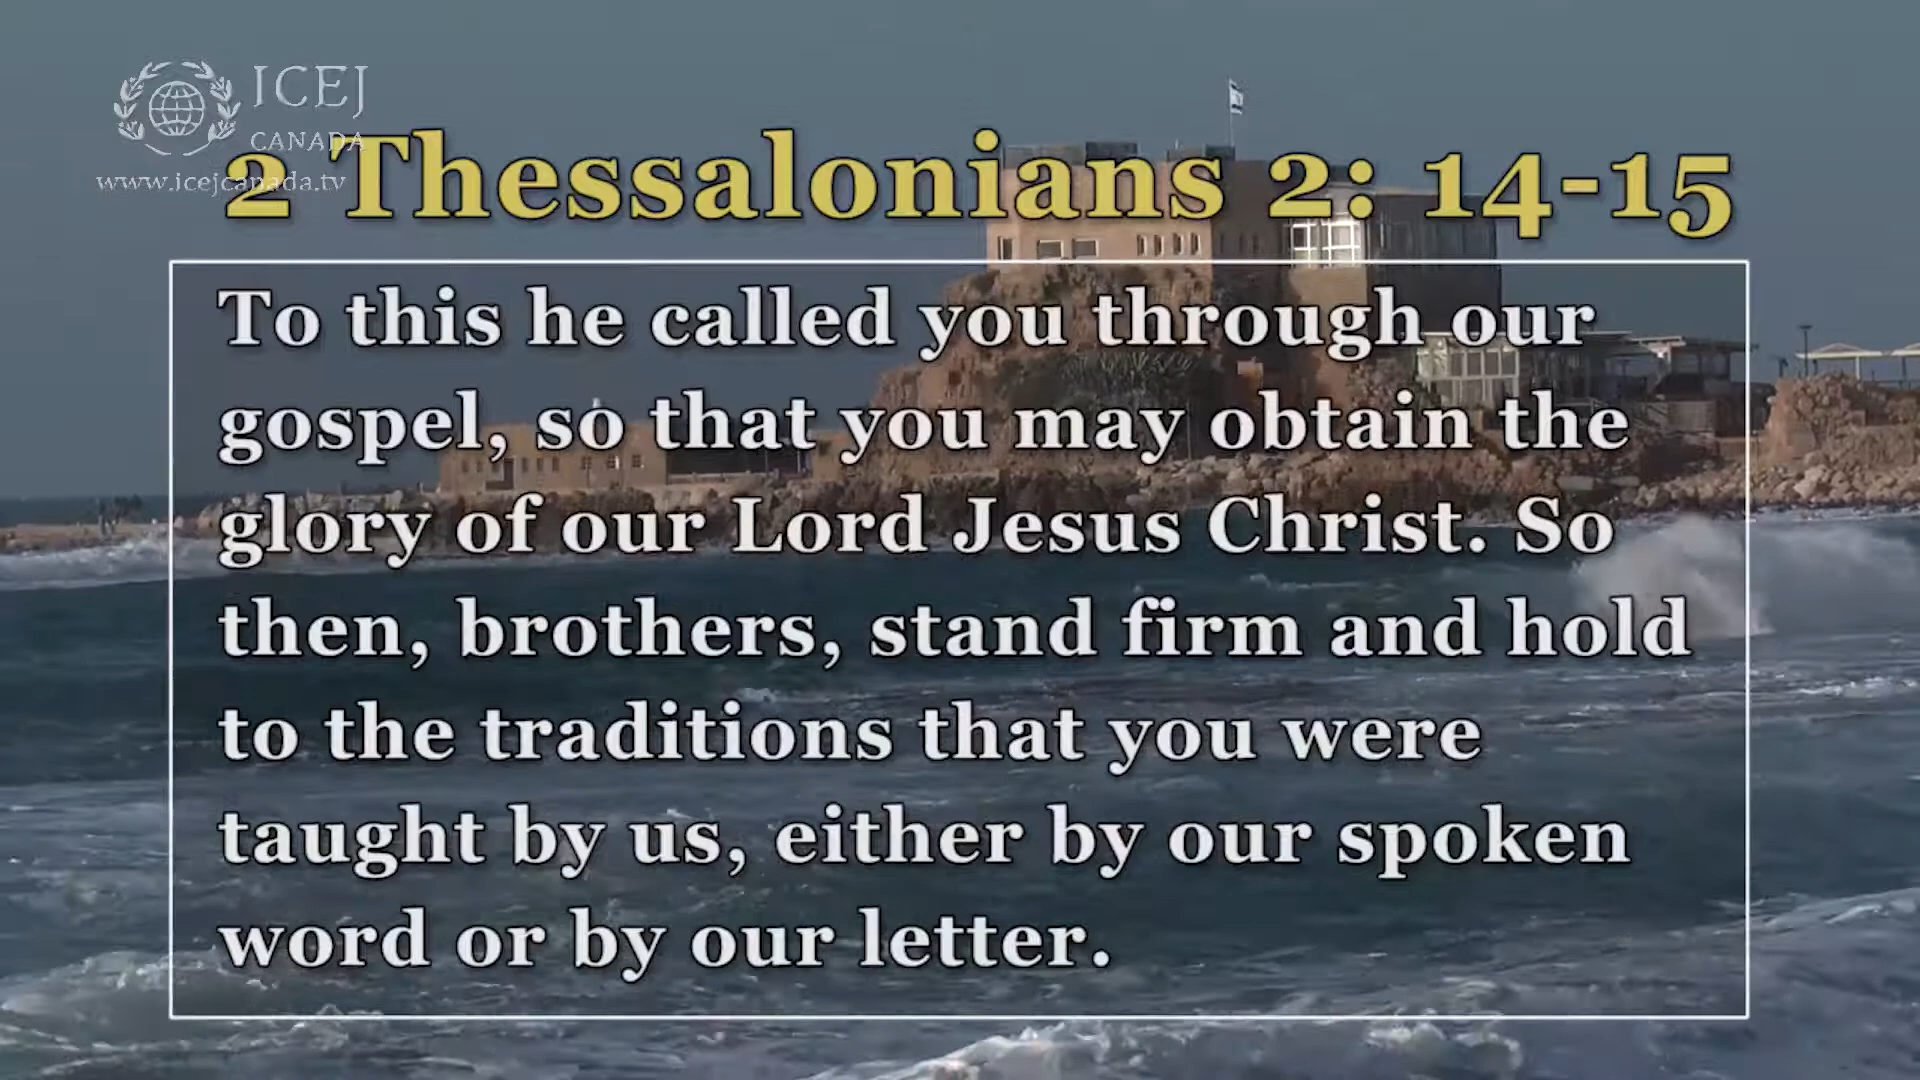 ICEJ
CANADA
www.icejcanada.tv
2 Thessalonians 2: 14-15
To this he called you through our
gospel, so that you may obtain the
glory of our Lord Jesus Christ. So
then, brothers, stand firm and hold
to the traditions that you were
taught by us, either by our spoken
word or by our letter.